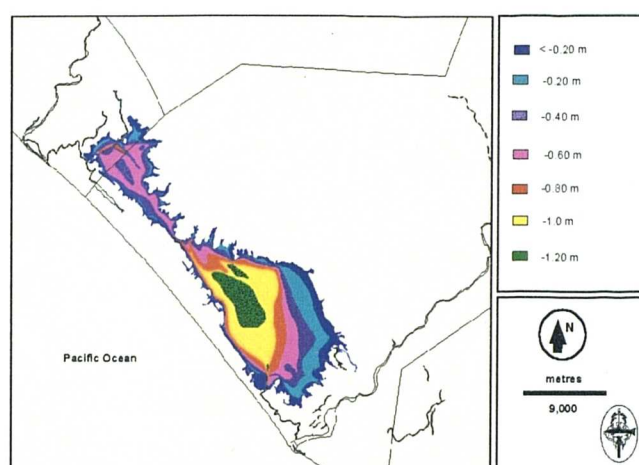 < -0.20 m
-0.20 m
-0.40 m
-0.60 m
-0.80 m
-1.0 m
-1.20 m
Pacific Ocean
N
metres
9,000